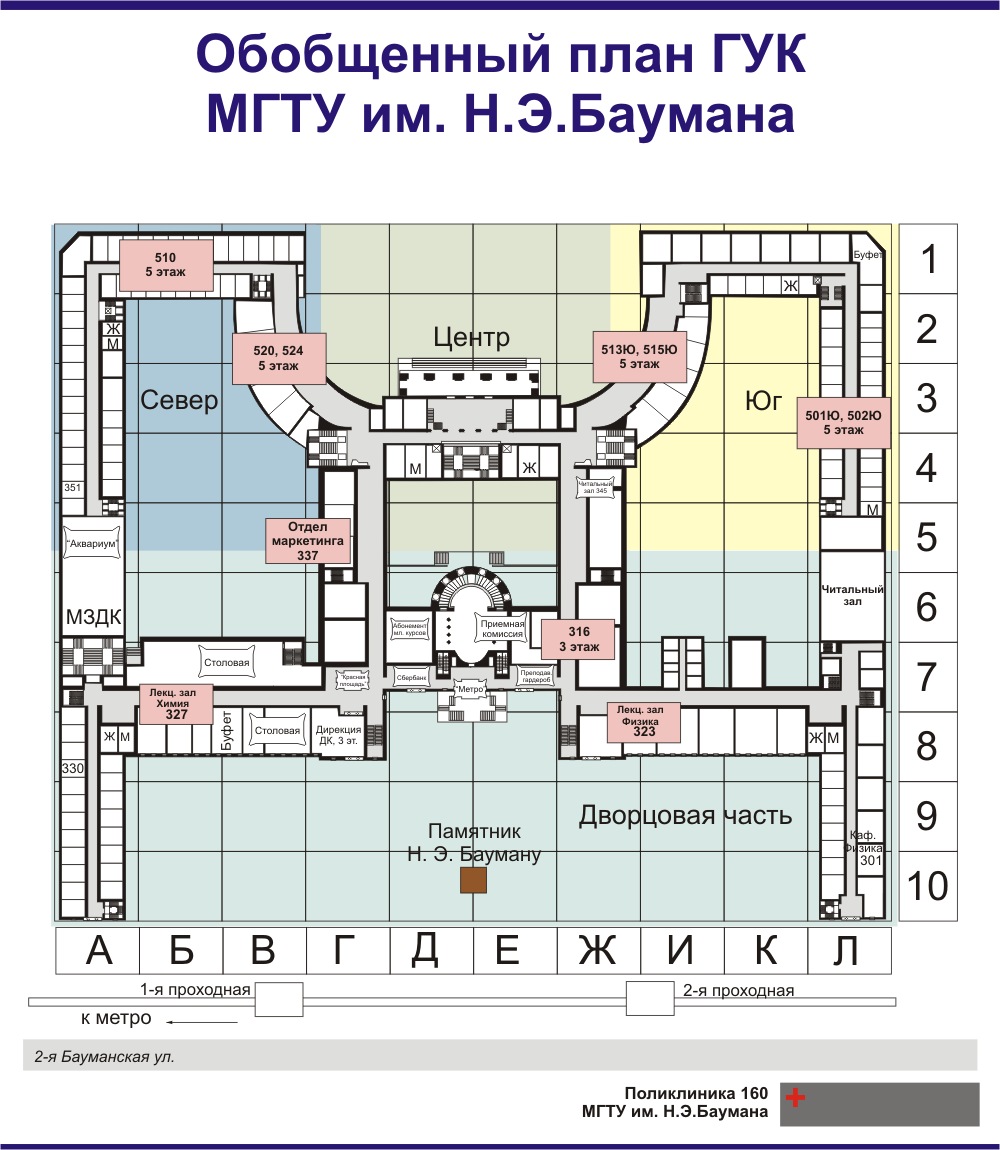 Обобщенный план ГУК
МГТУ им. Н.Э.Баумана
510
5 этаж
Буфет
1
Ж
Ж
М
2
520, 524
5 этаж
Центр
513Ю, 515Ю
5 этаж
Север
Юг
501Ю, 502Ю
5 этаж
3
М
Ж
4
351
Читальный
зал 345
М
"Аквариум"
Отдел
маркетинга
337
5
МЗДК
Абонемент
мл. курсов
Приемная
комиссия
316
3 этаж
Читальный
зал
6
Столовая
"Красная
площадь"
Сбербанк
"Метро"
Преподав.
гардероб
7
Лекц. зал
Химия
327
Лекц. зал
Физика
323
Ж М
Буфет
Столовая
Дирекция
ДК, 3 эт.
Ж М
8
330
Дворцовая часть
9
Памятник
Н. Э. Бауману
Каф.
Физика
301
10
А Б В Г Д Е Ж И К Л
1-я проходная
2-я проходная
к метро
2-я Бауманская ул.
Поликлиника 160
МГТУ им. Н.Э.Баумана